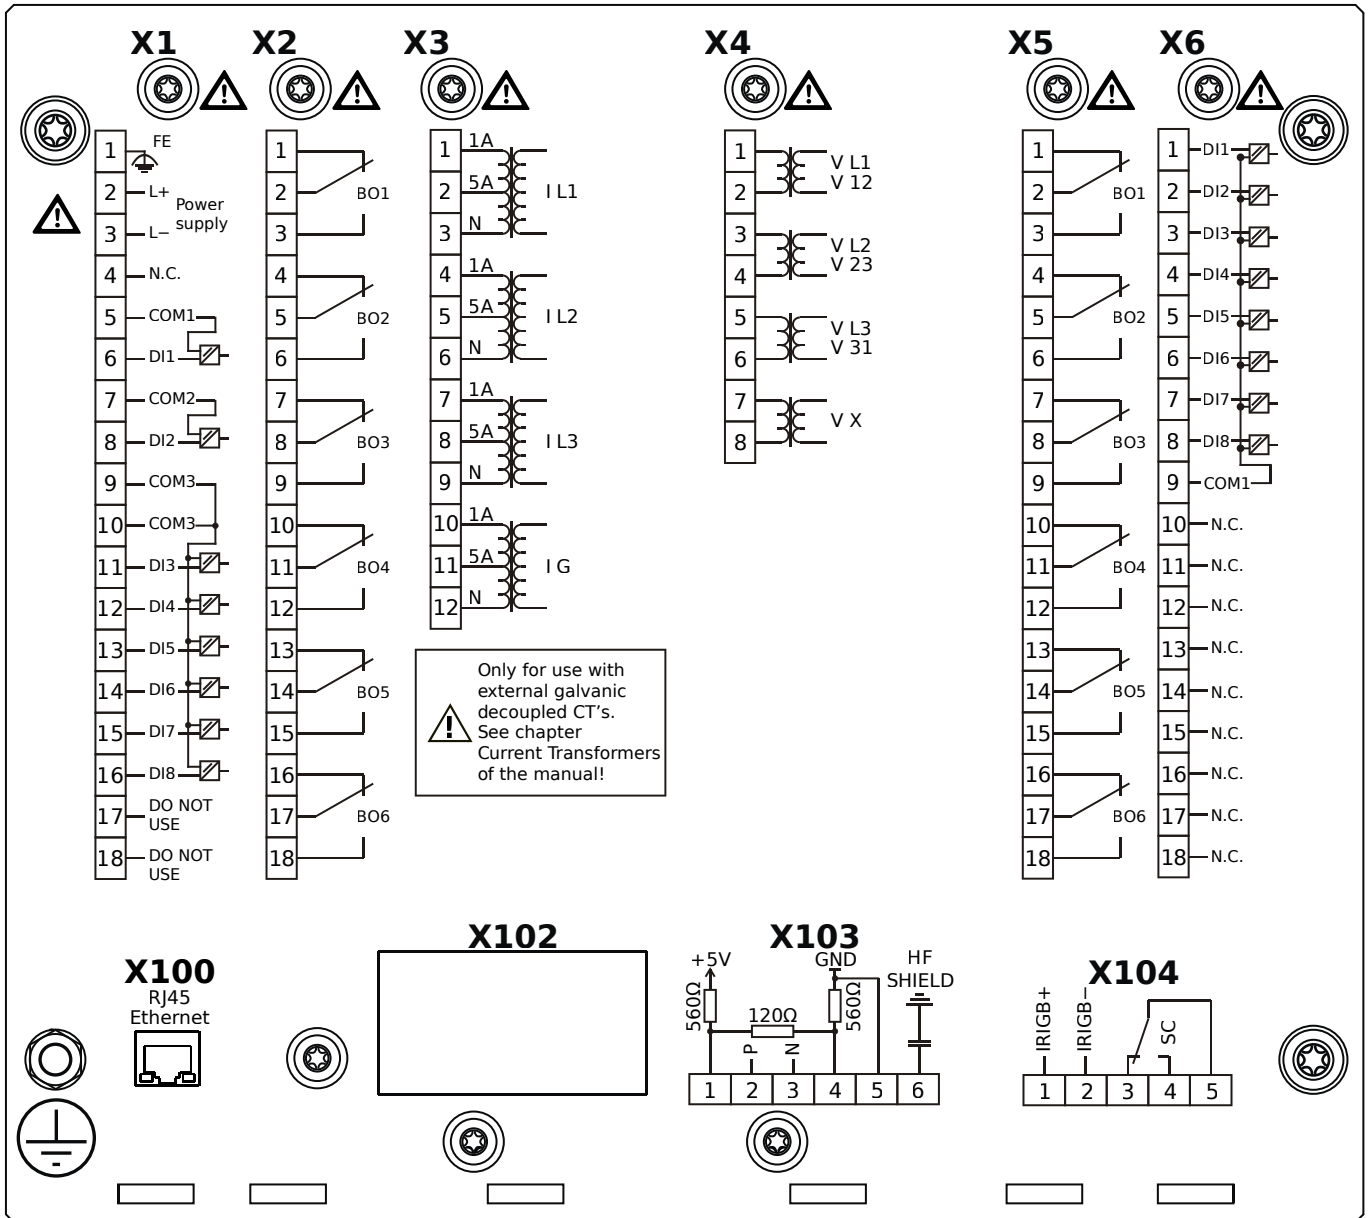 X1
X2
X3
X4
X5
X6
1 FE
2 L+
Power
supply
3 L−
4 N.C.
5 COM1
6 DI1
7 COM2
8 DI2
9 COM3
10 COM3
11 DI3
12 DI4
13 DI5
14 DI6
15 DI7
16 DI8
17 DO NOT
USE
18 DO NOT
USE
1
2 BO1
3
4
5 BO2
6
7
8 BO3
9
10
11 BO4
12
13
14 BO5
15
16
17 BO6
18
1 1A
2 5A I L1
3 N
4 1A
5 5A I L2
6 N
7 1A
8 5A I L3
9 N
10 1A
11 5A I G
12 N
Only for use with
external galvanic
decoupled CT's.
See chapter
Current Transformers
of the manual!
1 V L1
2 V 12
3 V L2
4 V 23
5 V L3
6 V 31
7 V X
8
1
2 BO1
3
4
5 BO2
6
7
8 BO3
9
10
11 BO4
12
13
14 BO5
15
16
17 BO6
18
1 DI1
2 DI2
3 DI3
4 DI4
5 DI5
6 DI6
7 DI7
8 DI8
9 COM1
10 N.C.
11 N.C.
12 N.C.
13 N.C.
14 N.C.
15 N.C.
16 N.C.
17 N.C.
18 N.C.
X100
RJ45
Ethernet
X102
X103
+5V GND HF
SHIELD
560Ω 120Ω 560Ω
P N
1 2 3 4 5 6
X104
IRIGB+ IRIGB− SC
1 2 3 4 5